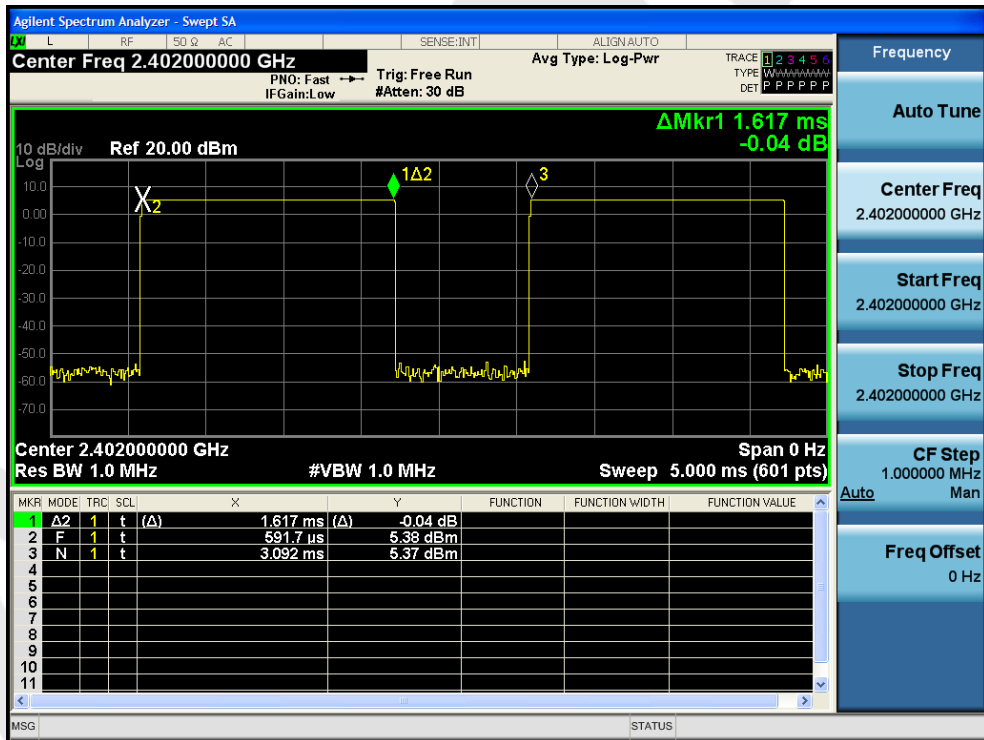 Agilent Spectrum Analyzer - Swept SA
LXI L RF 50 Ω AC SENSE:INT ALIGN AUTO
Center Freq 2.402000000 GHz
PNO: Fast
IFGain:Low
Trig: Free Run
#Atten: 30 dB
Avg Type: Log-Pwr
TRACE 1 2 3 4 5 6
TYPE
DET P P P P P P
ΔMkr1 1.617 ms
-0.04 dB
10 dB/div Ref 20.00 dBm
Log
10.0
0.00
-10.0
-20.0
-30.0
-40.0
-50.0
-60.0
-70.0
2
1Δ2
3
Center 2.402000000 GHz Span 0 Hz
Res BW 1.0 MHz #VBW 1.0 MHz Sweep 5.000 ms (601 pts)
MKR MODE TRC SCL X Y FUNCTION FUNCTION WIDTH FUNCTION VALUE
1 Δ2 1 t (Δ) 1.617 ms (Δ) -0.04 dB
2 F 1 t 591.7 µs 5.38 dBm
3 N 1 t 3.092 ms 5.37 dBm
4
5
6
7
8
9
10
11
MSG STATUS
Frequency
Auto Tune
Center Freq
2.402000000 GHz
Start Freq
2.402000000 GHz
Stop Freq
2.402000000 GHz
CF Step
1.000000 MHz
Auto Man
Freq Offset
0 Hz